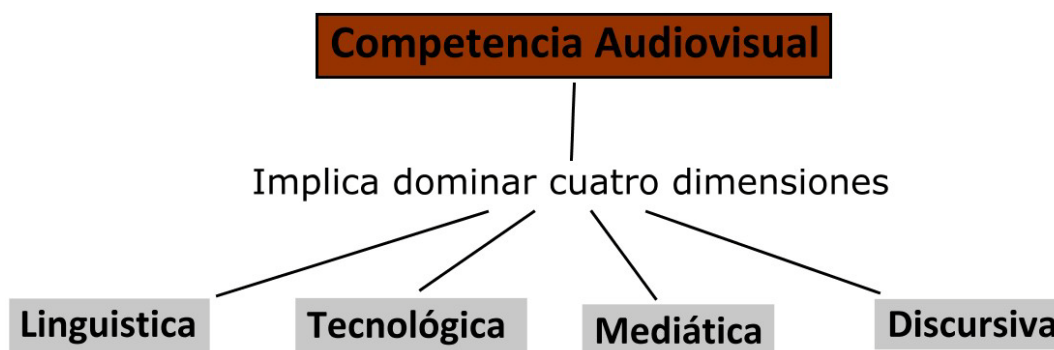 Competencia Audiovisual
Implica dominar cuatro dimensiones
Linguistica Tecnológica Mediática Discursiva